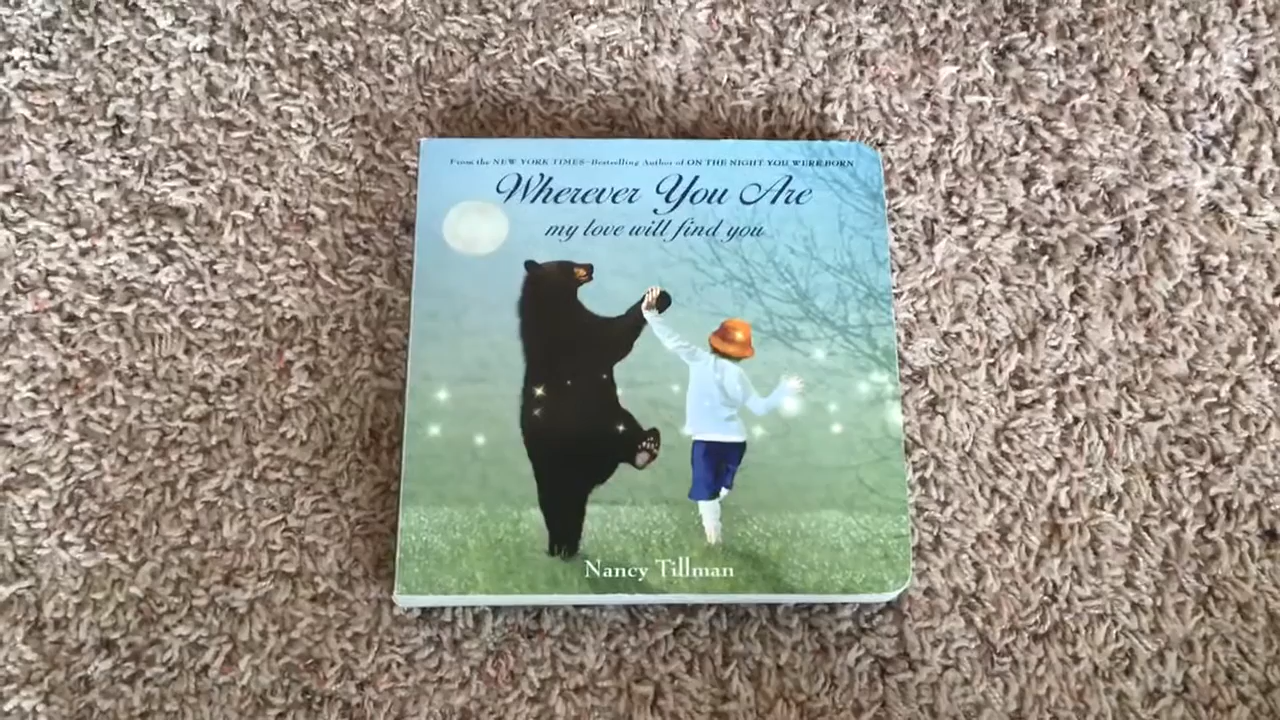 From the NEW YORK TIMES–Bestselling Author of ON THE NIGHT YOU WERE BORN
Wherever You Are
my love will find you
Nancy Tillman